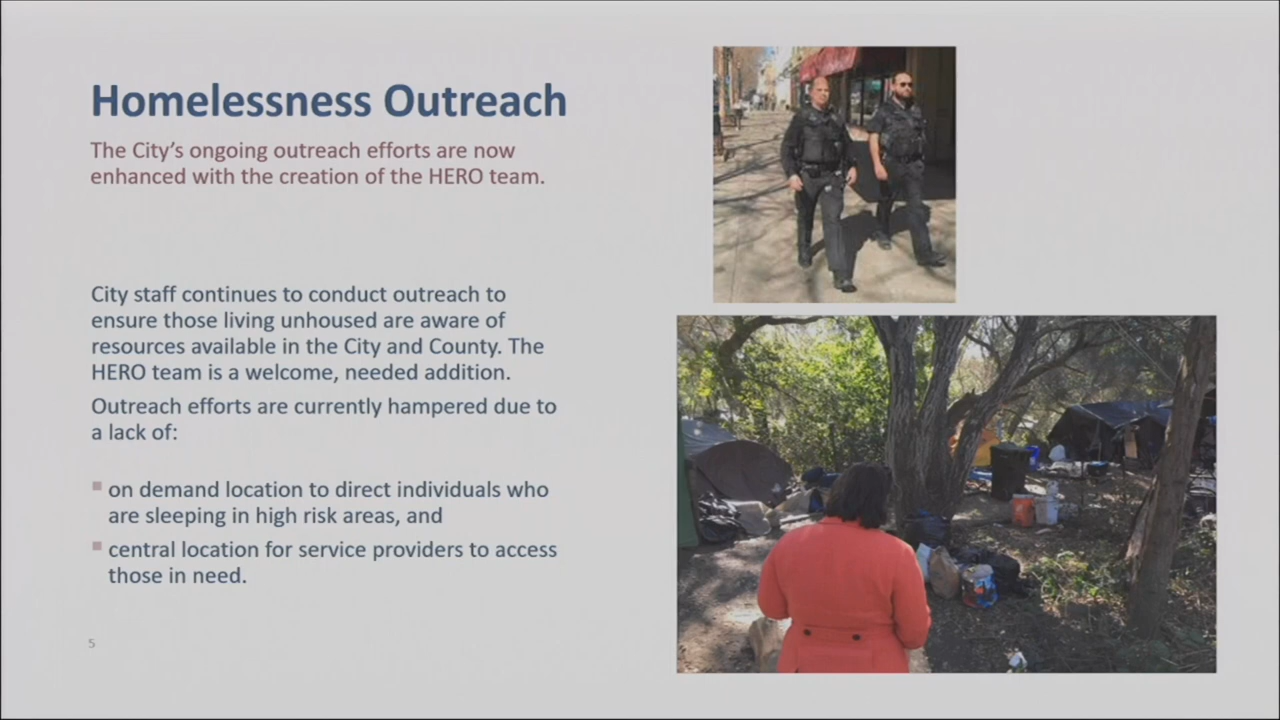 Homelessness Outreach
The City's ongoing outreach efforts are now
enhanced with the creation of the HERO team.
City staff continues to conduct outreach to
ensure those living unhoused are aware of
resources available in the City and County. The
HERO team is a welcome, needed addition.
Outreach efforts are currently hampered due to
a lack of:
▪ on demand location to direct individuals who
are sleeping in high risk areas, and
▪ central location for service providers to access
those in need.
5